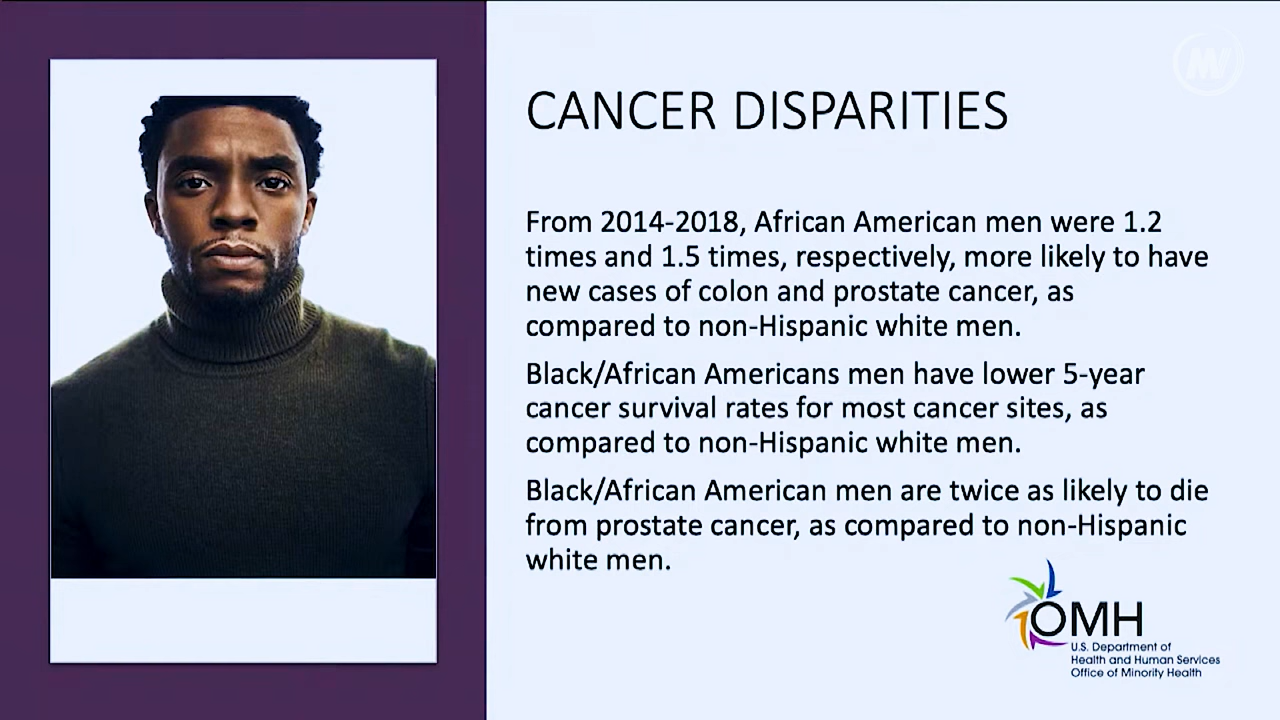 CANCER DISPARITIES
From 2014-2018, African American men were 1.2
times and 1.5 times, respectively, more likely to have
new cases of colon and prostate cancer, as
compared to non-Hispanic white men.
Black/African Americans men have lower 5-year
cancer survival rates for most cancer sites, as
compared to non-Hispanic white men.
Black/African American men are twice as likely to die
from prostate cancer, as compared to non-Hispanic
white men.
OMH
U.S. Department of
Health and Human Services
Office of Minority Health